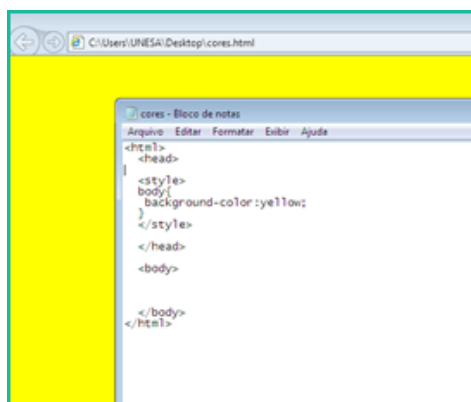 C:\Users\UNESA\Desktop\cores.html
cores - Bloco de notas
Arquivo Editar Formatar Exibir Ajuda
<html>
<head>
<style>
body{
background-color:yellow;
}
</style>
</head>
<body>
</body>
</html>